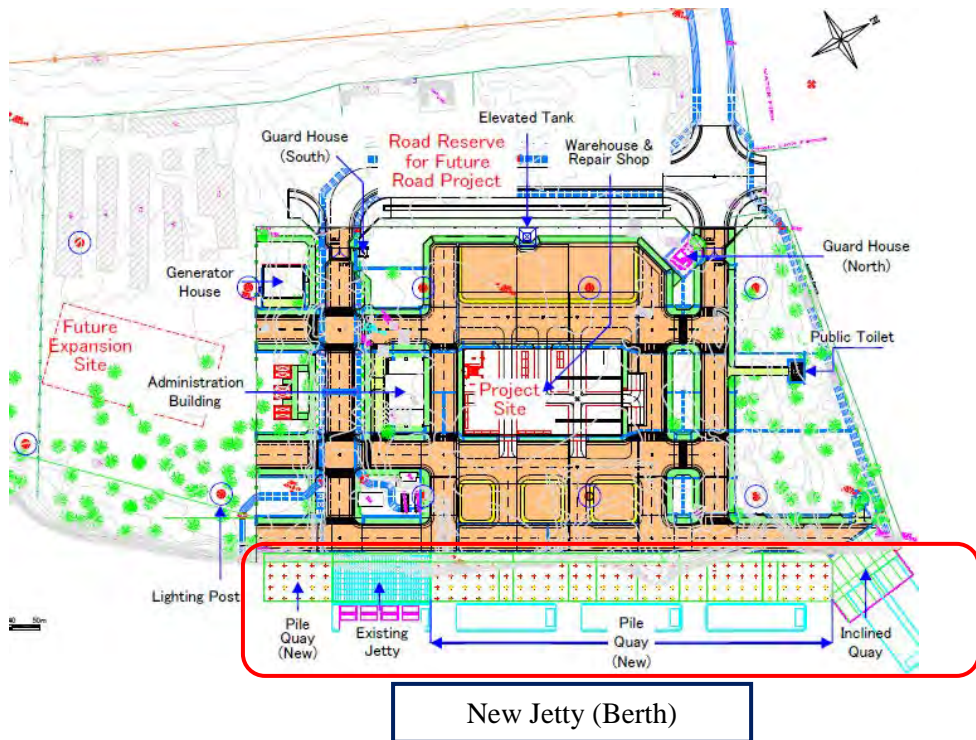 Elevated Tank
Guard House
(South)
Road Reserve
for Future
Road Project
Warehouse &
Repair Shop
Generator
House
Guard House
(North)
Future
Expansion
Site
Public Toilet
Administration
Building
Project
Site
Lighting Post
50m
Pile
Quay
(New)
Existing
Jetty
Pile
Quay
(New)
Inclined
Quay
New Jetty (Berth)